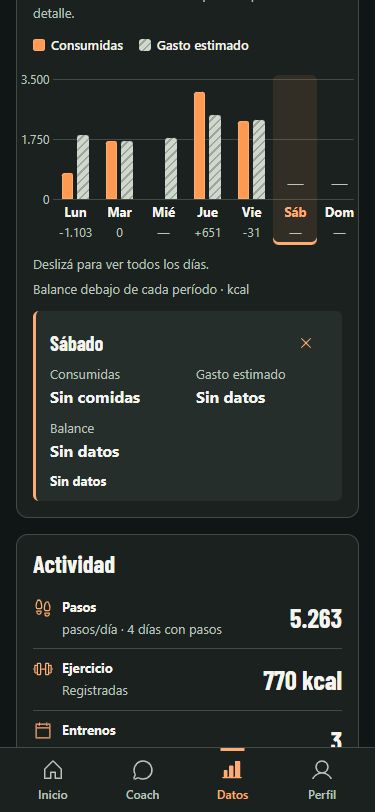 detalle.
Consumidas Gasto estimado
3.500
1.750
0
Lun Mar Mié Jue Vie Sáb Dom
-1.103 0 — +651 -31 — —
Deslizá para ver todos los días.
Balance debajo de cada período · kcal
Sábado
Consumidas Gasto estimado
Sin comidas Sin datos
Balance
Sin datos
Sin datos
Actividad
Pasos
pasos/día · 4 días con pasos
5.263
Ejercicio
Registradas
770 kcal
Entrenos
3
Inicio Coach Datos Perfil